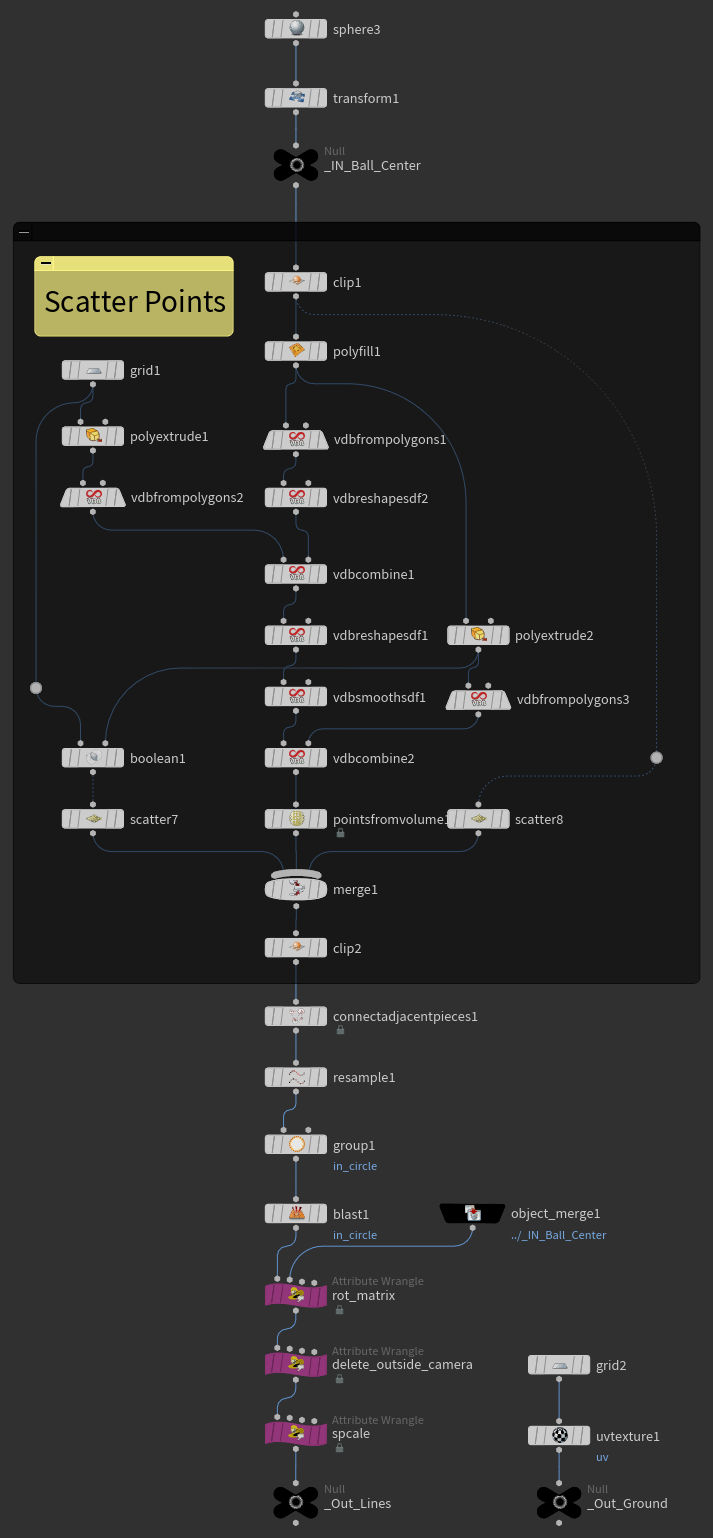 sphere3
transform1
Null
_IN_Ball_Center
Scatter Points
clip1
polyfill1
grid1
polyextrude1
vdbfrompolygons1
vdbfrompolygons2
vdbreshapesdf2
vdbcombine1
vdbreshapesdf1
polyextrude2
vdbsmoothsdf1
vdbfrompolygons3
boolean1
vdbcombine2
scatter7
pointsfromvolume1
scatter8
merge1
clip2
connectadjacentpieces1
resample1
group1
in_circle
blast1
in_circle
object_merge1
../_IN_Ball_Center
Attribute Wrangle
rot_matrix
Attribute Wrangle
delete_outside_camera
grid2
Attribute Wrangle
spcale
uvtexture1
uv
Null
_Out_Lines
Null
_Out_Ground